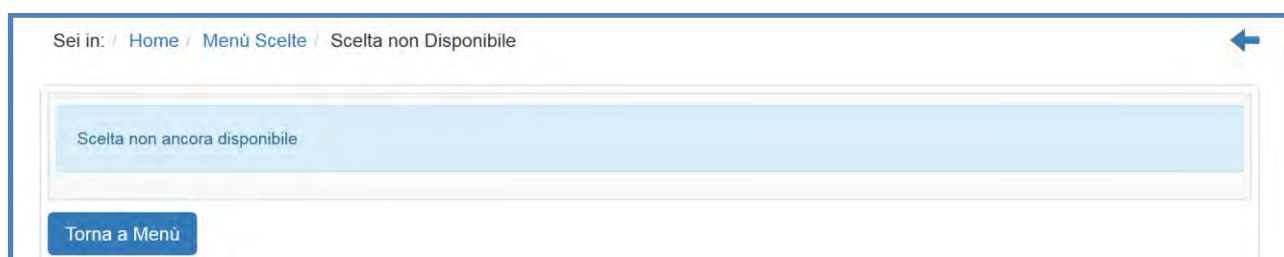 Sei in: / Home / Menù Scelte / Scelta non Disponibile
Scelta non ancora disponibile
Torna a Menù